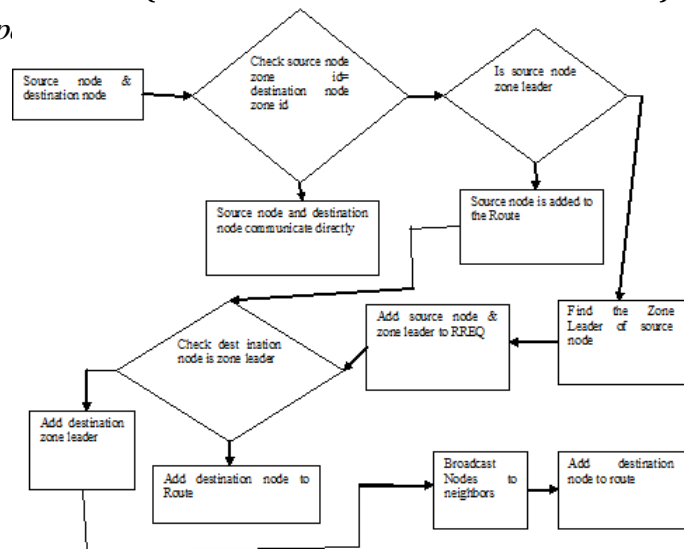 Source node &
destination node
Check source node
zone id=
destination node
zone id
Is source node
zone leader
Source node and destination
node communicate directly
Source node is added to
the Route
Find the Zone
Leader of source
node
Add source node &
zone leader to RREQ
Check dest ination
node is zone leader
Add destination
zone leader
Add destination node to
Route
Broadcast
Nodes to
neighbors
Add destination
node to route